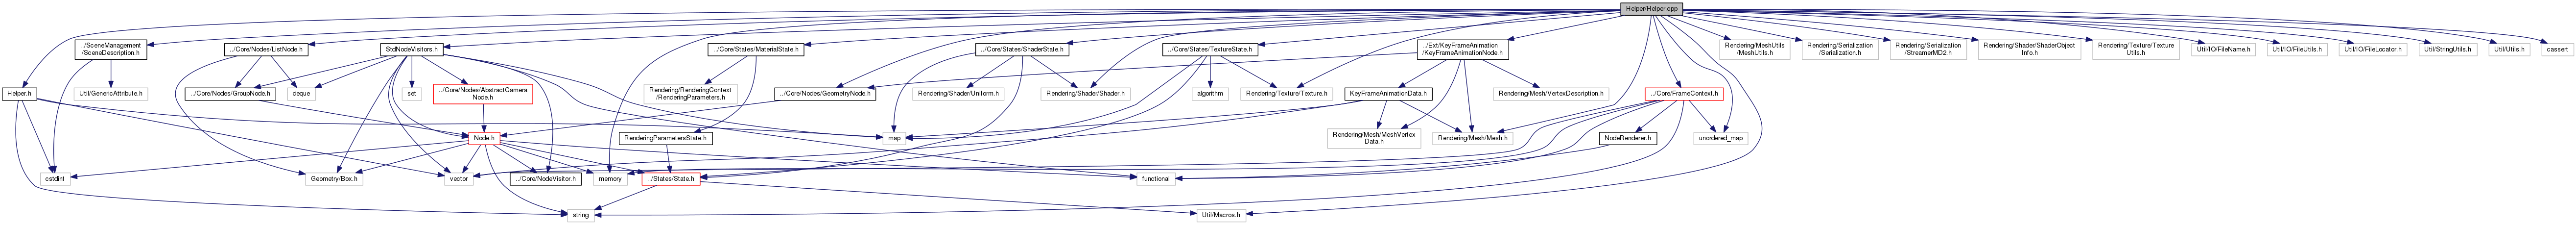 Helper/Helper.cpp
../SceneManagement
/SceneDescription.h
../Core/Nodes/ListNode.h
StdNodeVisitors.h
../Core/States/MaterialState.h
../Core/States/ShaderState.h
../Core/States/TextureState.h
../Ext/KeyFrameAnimation
/KeyFrameAnimationNode.h
Rendering/MeshUtils
/MeshUtils.h
Rendering/Serialization
/Serialization.h
Rendering/Serialization
/StreamerMD2.h
Rendering/Shader/ShaderObject
Info.h
Rendering/Texture/Texture
Utils.h
Util/IO/FileName.h
Util/IO/FileUtils.h
Util/IO/FileLocator.h
Util/StringUtils.h
Util/Utils.h
cassert
Helper.h
Util/GenericAttribute.h
../Core/Nodes/GroupNode.h
deque
set
../Core/Nodes/AbstractCamera
Node.h
Rendering/RenderingContext
/RenderingParameters.h
../Core/Nodes/GeometryNode.h
Rendering/Shader/Uniform.h
Rendering/Shader/Shader.h
algorithm
Rendering/Texture/Texture.h
KeyFrameAnimationData.h
Rendering/Mesh/VertexDescription.h
../Core/FrameContext.h
Node.h
RenderingParametersState.h
map
Rendering/Mesh/MeshVertex
Data.h
Rendering/Mesh/Mesh.h
NodeRenderer.h
unordered_map
cstdint
Geometry/Box.h
vector
../Core/NodeVisitor.h
memory
../States/State.h
functional
string
Util/Macros.h